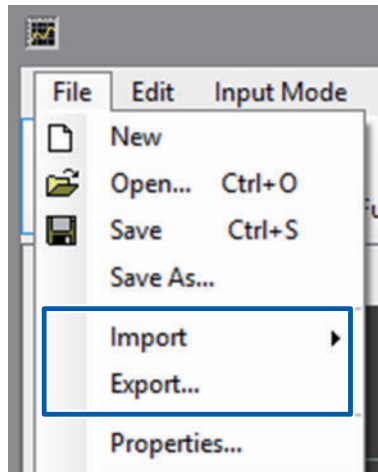 File Edit Input Mode
New
Open... Ctrl+O
Save Ctrl+S
Save As...
Import
Export...
Properties...